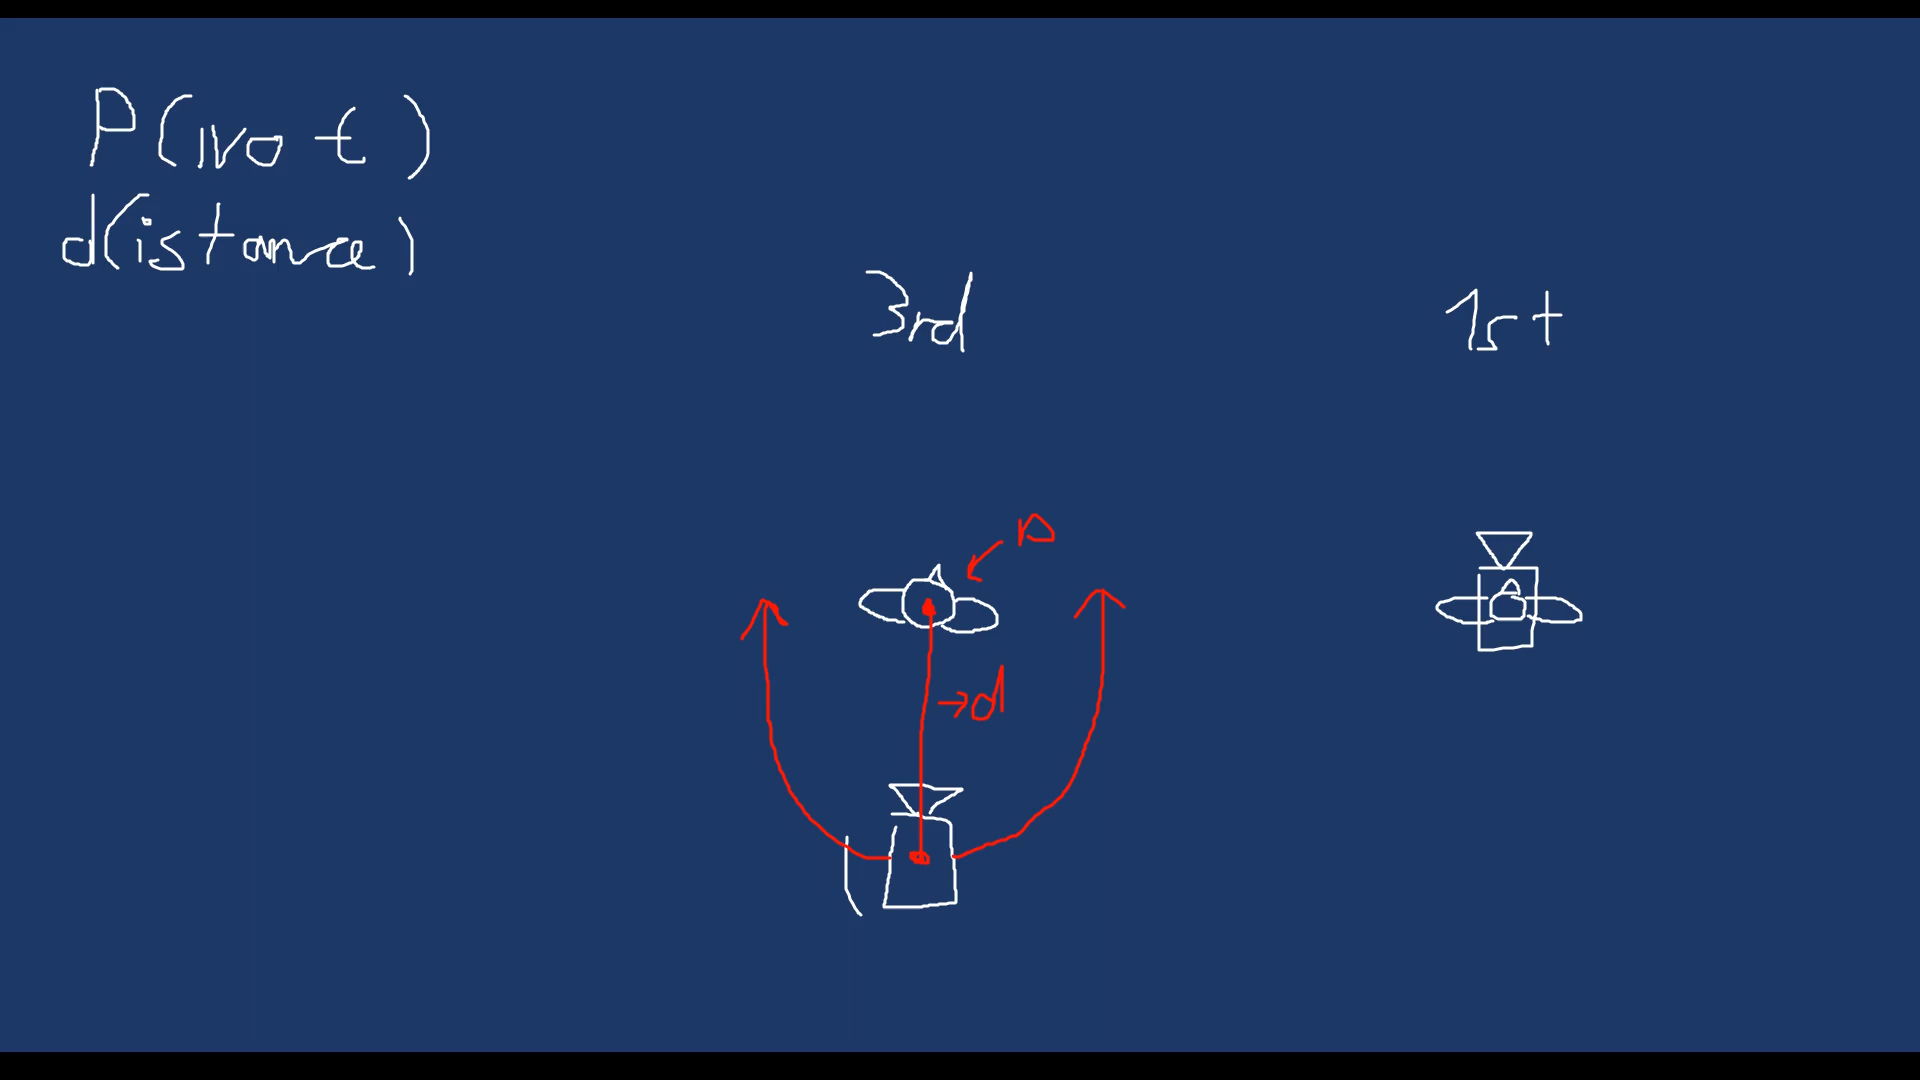 P(ivot)
d(istance)
3rd
1st
p
→d